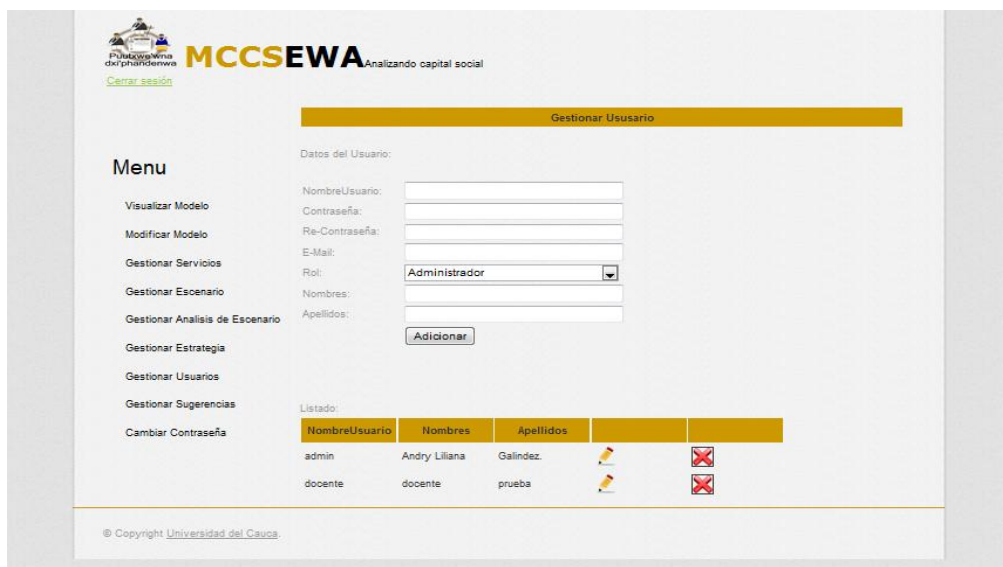 Puutxwe'wna
dxi'phandenwa
MCCSEWA Analizando capital social
Cerrar sesión
Gestionar Ususario
Menu
Visualizar Modelo
Modificar Modelo
Gestionar Servicios
Gestionar Escenario
Gestionar Analisis de Escenario
Gestionar Estrategia
Gestionar Usuarios
Gestionar Sugerencias
Cambiar Contraseña
Datos del Usuario:
NombreUsuario:
Contraseña:
Re-Contraseña:
E-Mail:
Rol: Administrador
Nombres:
Apellidos:
Adicionar
Listado:
NombreUsuario Nombres Apellidos
admin Andry Liliana Galindez.
docente docente prueba
© Copyright Universidad del Cauca.